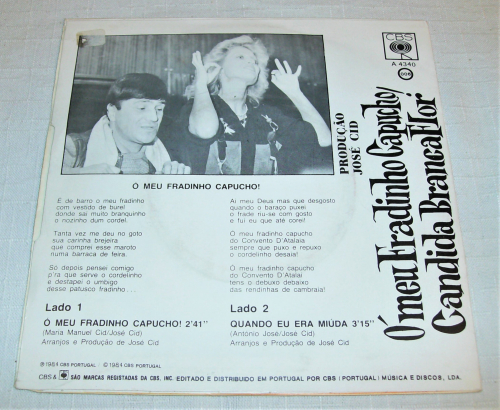 CBS
A 4340
008
PRODUÇÃO
JOSÉ CID
Ó meu Fradinho Capucho!
Candida Branca Flor
Ó MEU FRADINHO CAPUCHO!
E de barro o meu fradinho
com vestido de burel
donde sai muito branquinho
o nozinho dum cordel.
Tanta vez me deu no goto
sua carinha brejeira
que comprei esse maroto
numa barraca de feira.
Só depois pensei comigo
p'ra que serve o cordelinho
e destapei o umbigo
desse patusco fradinho...
Ai meu Deus mas que desgosto
quando o baraço puxei
o frade riu-se com gosto
e fui eu que até corei!
Ó meu fradinho capucho
do Convento D'Atalaia
sempre que puxo e repuxo
o cordelinho desaia!
Ó meu fradinho capucho
do Convento D'Atalaia
tens o debuxo debaixo
das rendinhas de cambraia!
Lado 1
Ó MEU FRADINHO CAPUCHO! 2'41"
(Maria Manuel Cid/José Cid)
Arranjos e Produção de José Cid
Lado 2
QUANDO EU ERA MIÚDA 3'15"
(António José/José Cid)
Arranjos e Produção de José Cid
℗ 1984 CBS PORTUGAL / © 1984 CBS PORTUGAL
CBS & SÃO MARCAS REGISTADAS DA CBS, INC. EDITADO E DISTRIBUIDO EM PORTUGAL POR CBS (PORTUGAL) MÚSICA E DISCOS, LDA.